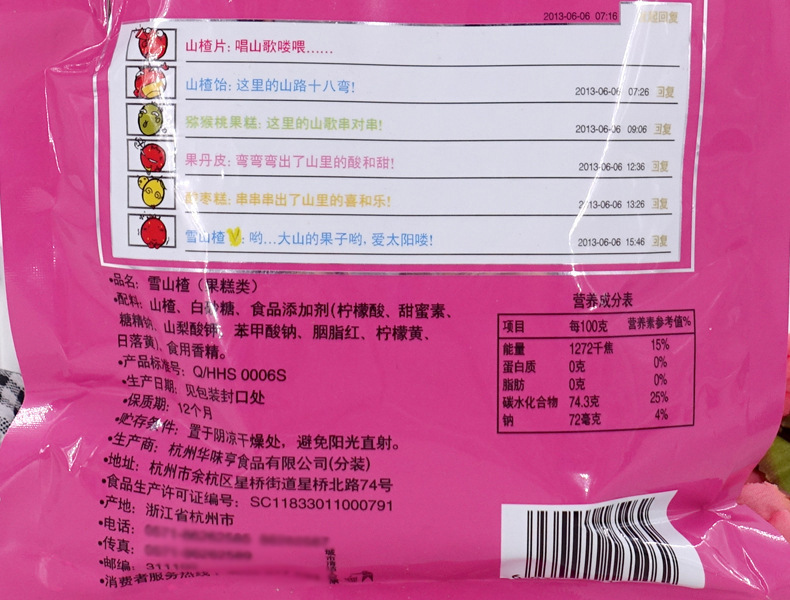 2013-06-06 07:16 回复
山楂片: 唱山歌喽喂……
山楂饴: 这里的山路十八弯! 2013-06-06 07:26 回复
猕猴桃果糕: 这里的山歌串对串! 2013-06-06 09:06 回复
果丹皮: 弯弯弯出了山里的酸和甜! 2013-06-06 12:36 回复
酸枣糕: 串串串出了山里的喜和乐! 2013-06-06 13:26 回复
雪山楂V: 哟…大山的果子哟, 爱太阳喽! 2013-06-06 15:46 回复
•品名: 雪山楂 (果糕类)
•配料: 山楂、白砂糖、食品添加剂(柠檬酸、甜蜜素、
糖精钠、山梨酸钾、苯甲酸钠、胭脂红、柠檬黄、
日落黄)、食用香精。
•产品标准号: Q/HHS 0006S
•生产日期: 见包装封口处
•保质期: 12个月
•贮存条件: 置于阴凉干燥处, 避免阳光直射。
•生产商: 杭州华味亨食品有限公司(分装)
•地址: 杭州市余杭区星桥街道星桥北路74号
•食品生产许可证编号: SC11833011000791
•产地: 浙江省杭州市
•电话:
•传真:
•邮编: 311
•消费者服务热线:
营养成分表
项目 每100克 营养素参考值%
能量 1272千焦 15%
蛋白质 0克 0%
脂肪 0克 0%
碳水化合物 74.3克 25%
钠 72毫克 4%